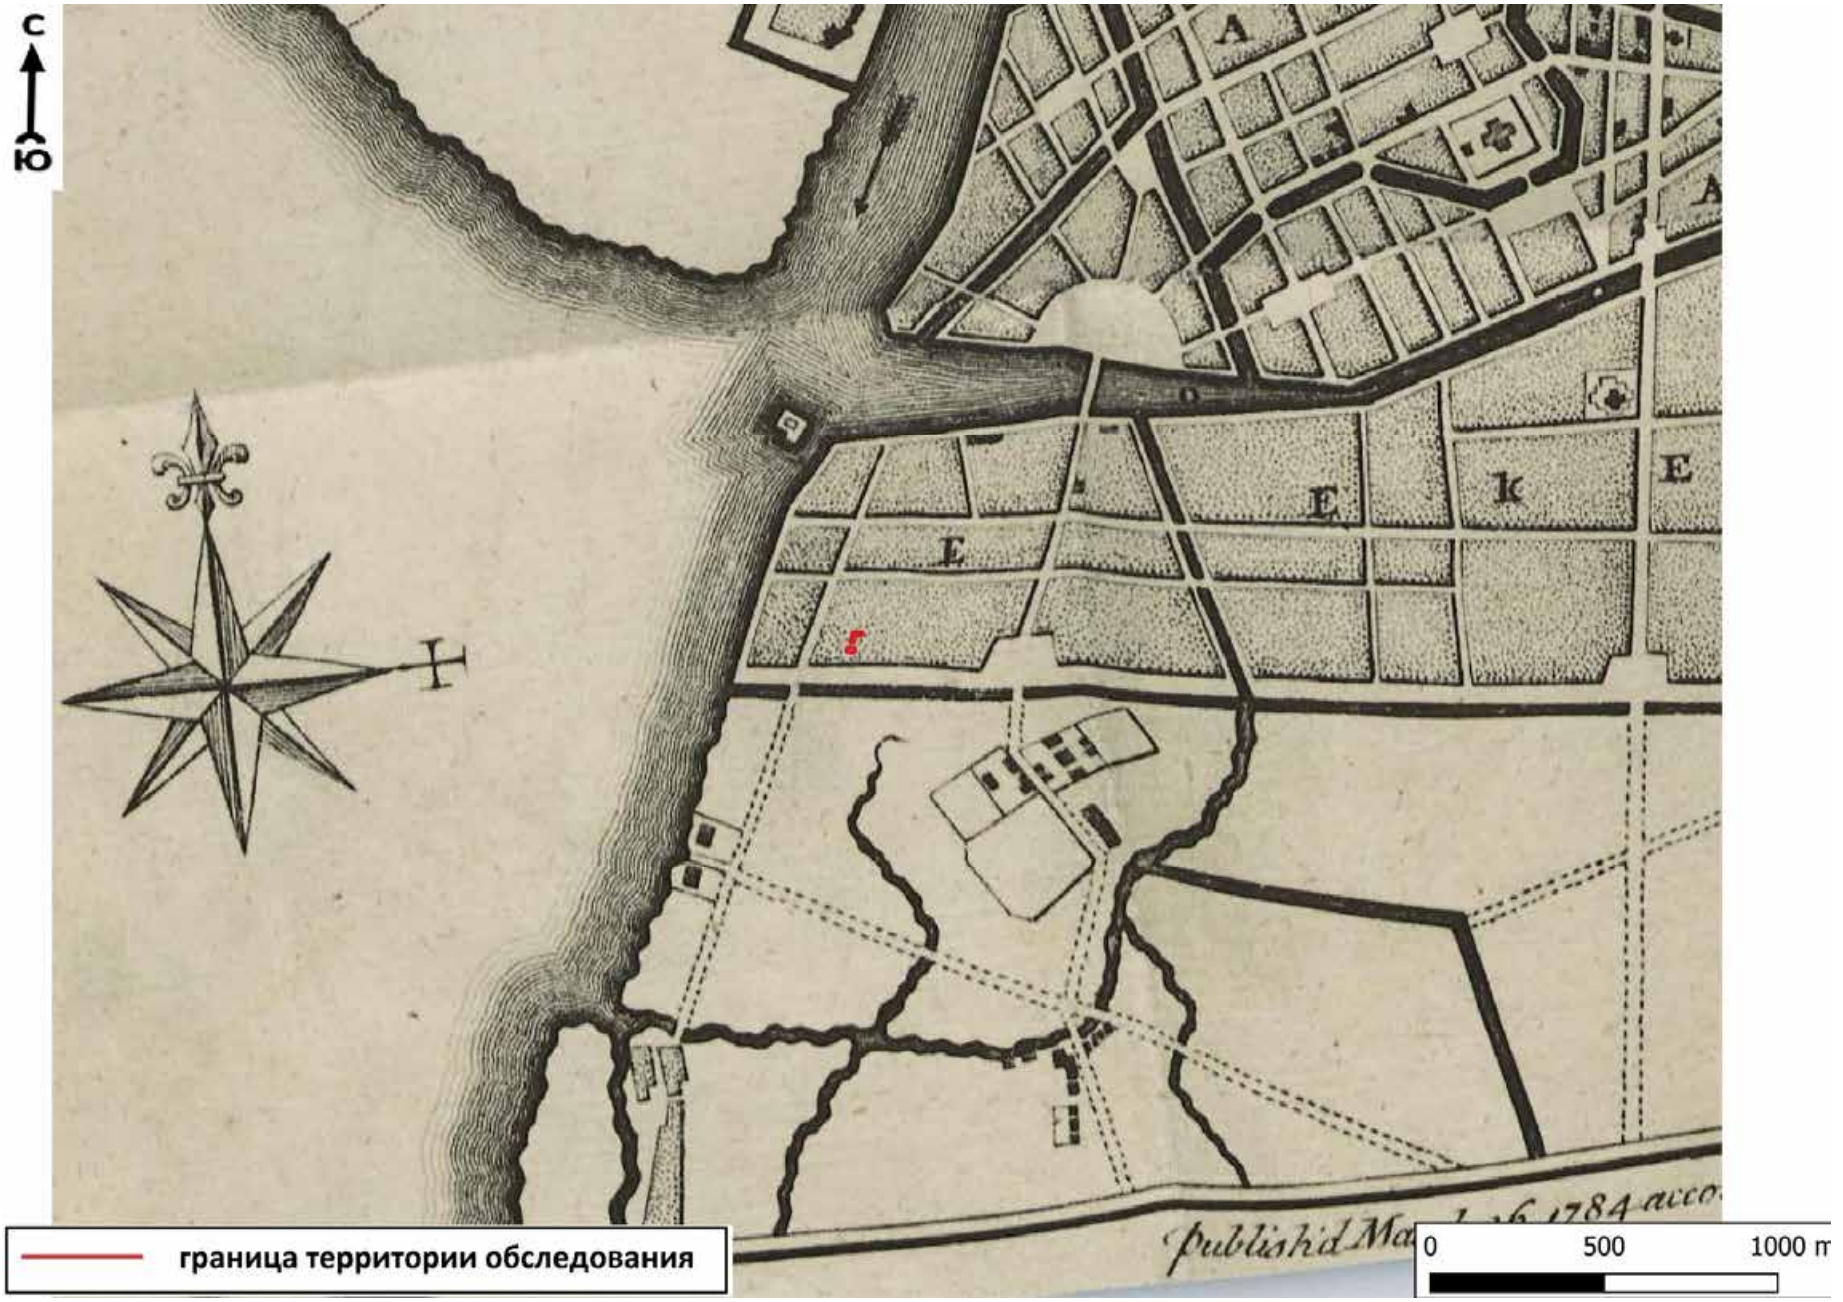 С
Ю
A
A
E
k
E
E
publish'd Ma
1784 acco
граница территории обследования
0 500 1000 m